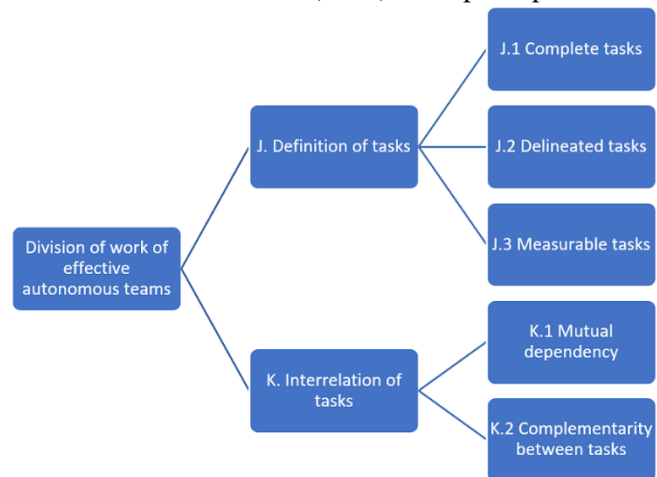 J.1 Complete tasks
J. Definition of tasks
J.2 Delineated tasks
J.3 Measurable tasks
Division of work of
effective
autonomous teams
K.1 Mutual
dependency
K. Interrelation of
tasks
K.2 Complementarity
between tasks